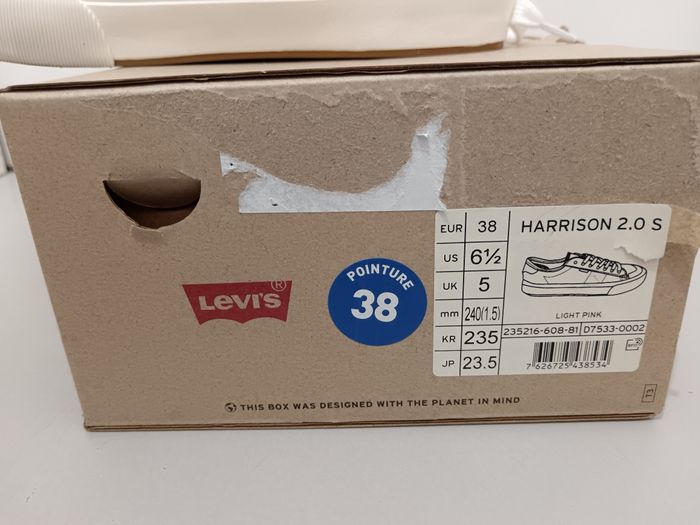 EUR 38
US 6½
UK 5
mm 240(1.5)
KR 235
JP 23.5
HARRISON 2.0 S
LIGHT PINK
235216-608-81 D7533-0002
7 626725 438534
POINTURE
38
LEVI'S®
THIS BOX WAS DESIGNED WITH THE PLANET IN MIND
T3